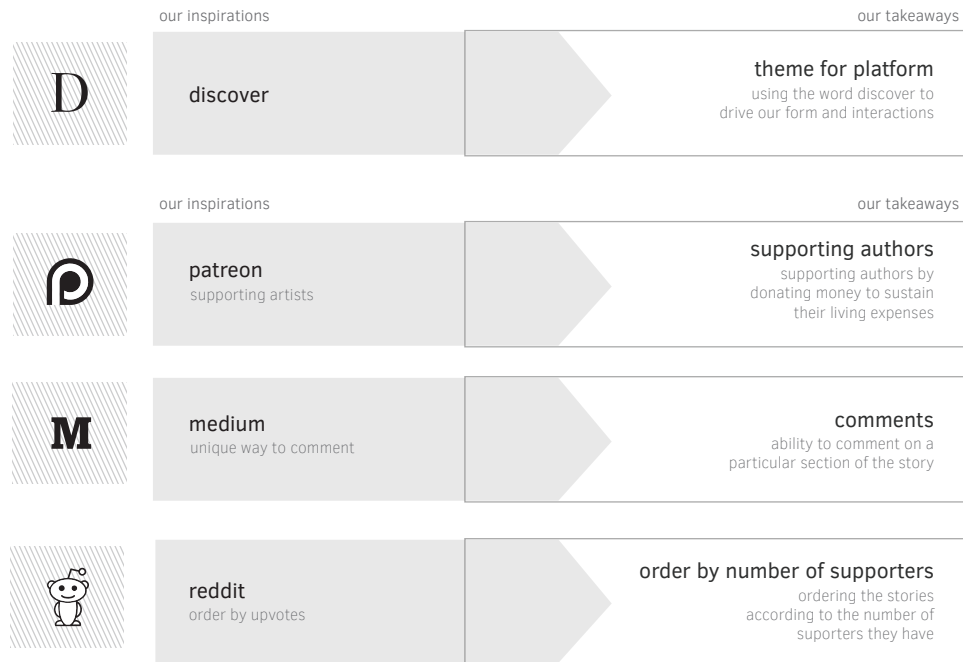 our inspirations
our takeaways
D
discover
theme for platform
using the word discover to
drive our form and interactions
our inspirations
our takeaways
patreon
supporting artists
supporting authors
supporting authors by
donating money to sustain
their living expenses
M
medium
unique way to comment
comments
ability to comment on a
particular section of the story
reddit
order by upvotes
order by number of supporters
ordering the stories
according to the number of
suporters they have